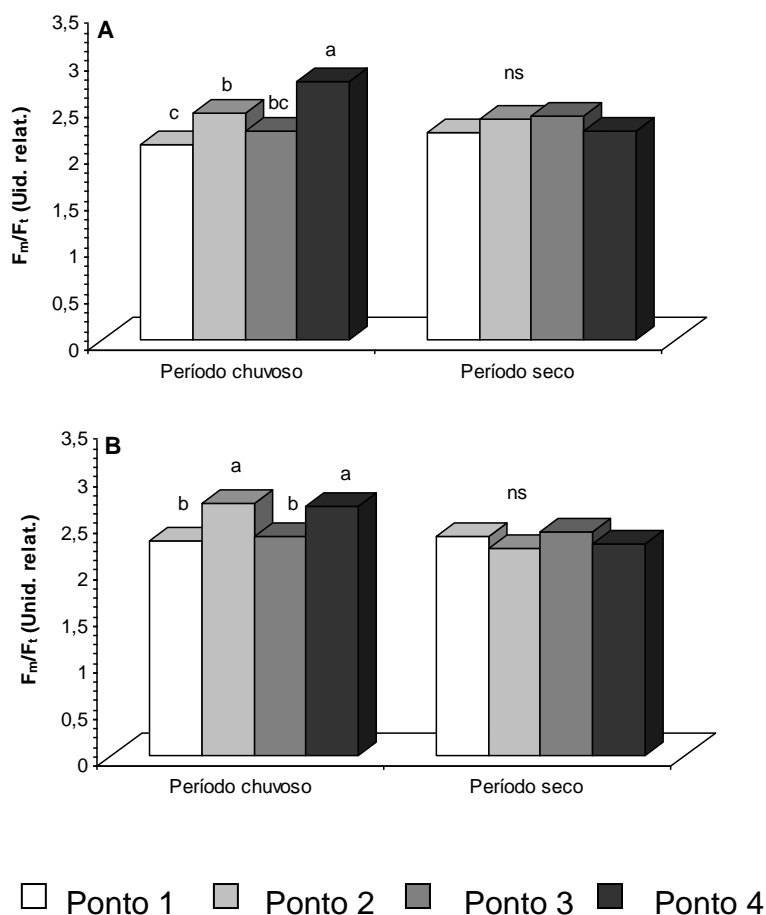 A
3,5
3
2,5
2
1,5
1
0,5
0
Fm/Ft (Uid. relat.)
c
b
bc
a
ns
Período chuvoso
Período seco
B
3,5
3
2,5
2
1,5
1
0,5
0
Fm/Ft (Unid. relat.)
b
a
b
a
ns
Período chuvoso
Período seco
Ponto 1 Ponto 2 Ponto 3 Ponto 4